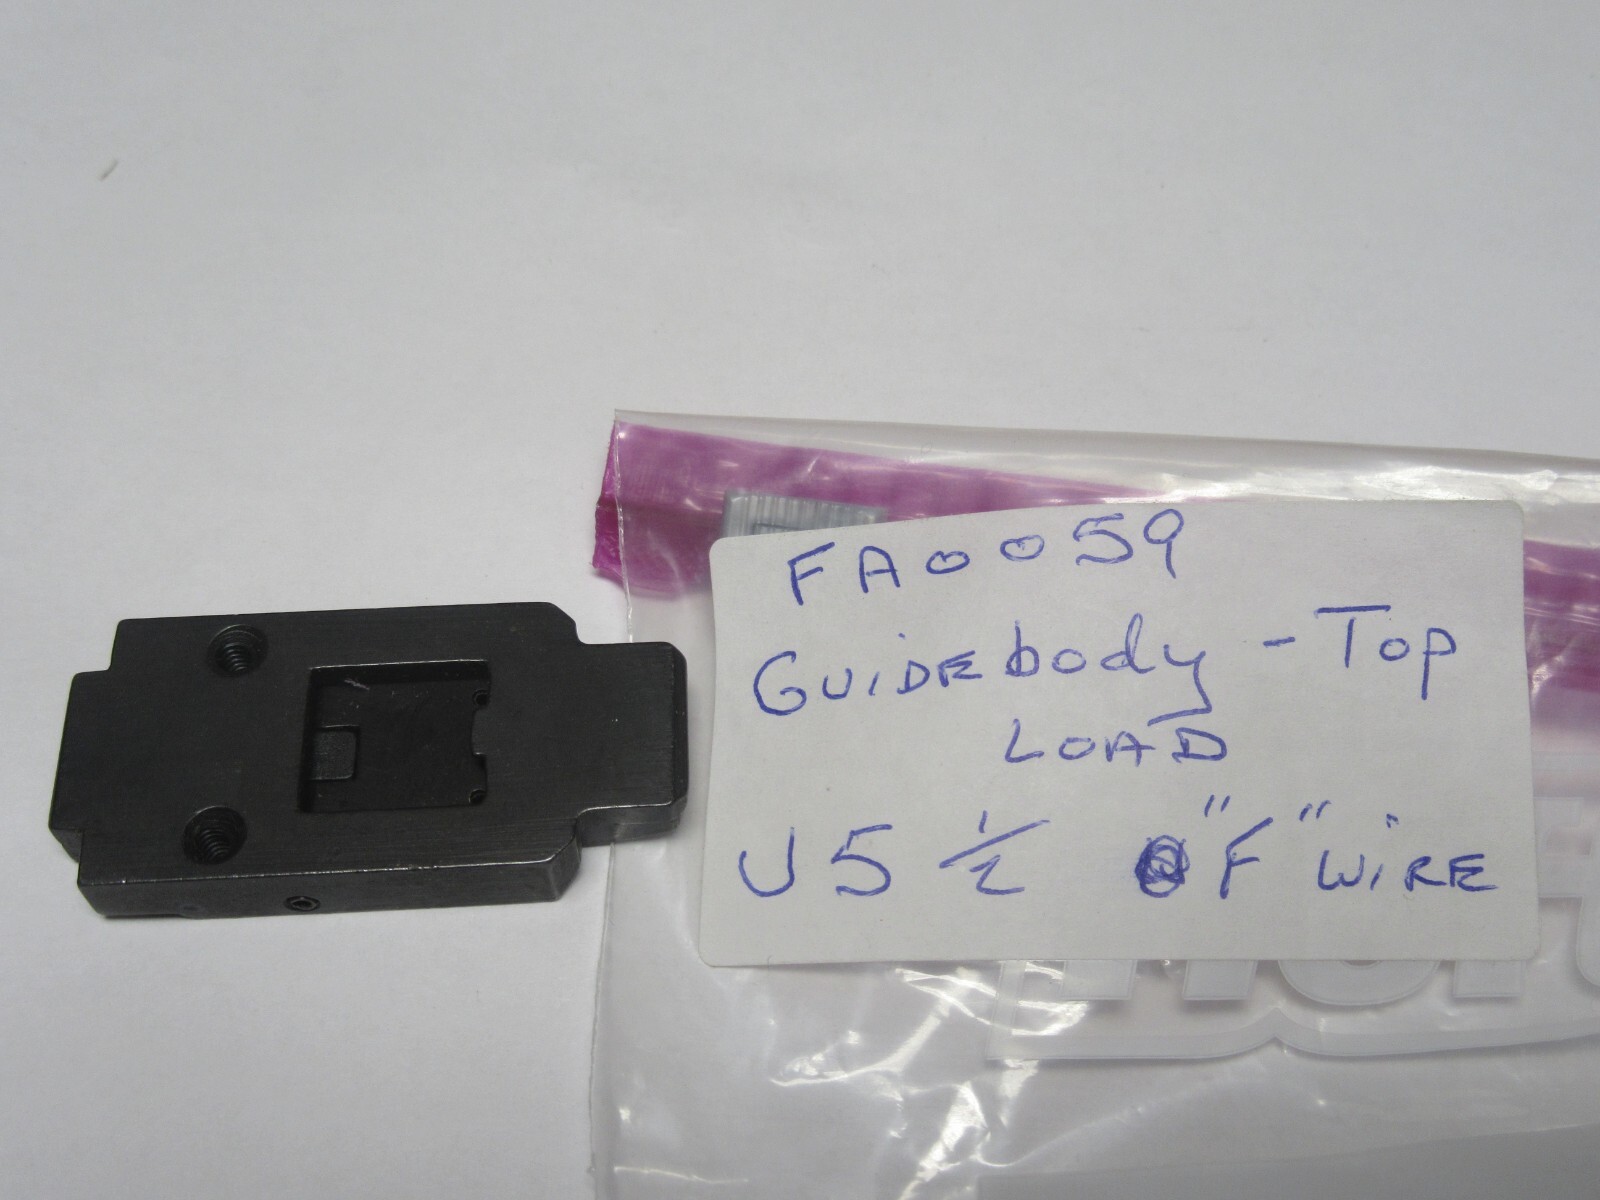 FA0059
GUIDEbody - Top
LOAD
U5 1/2 "F" WiRE